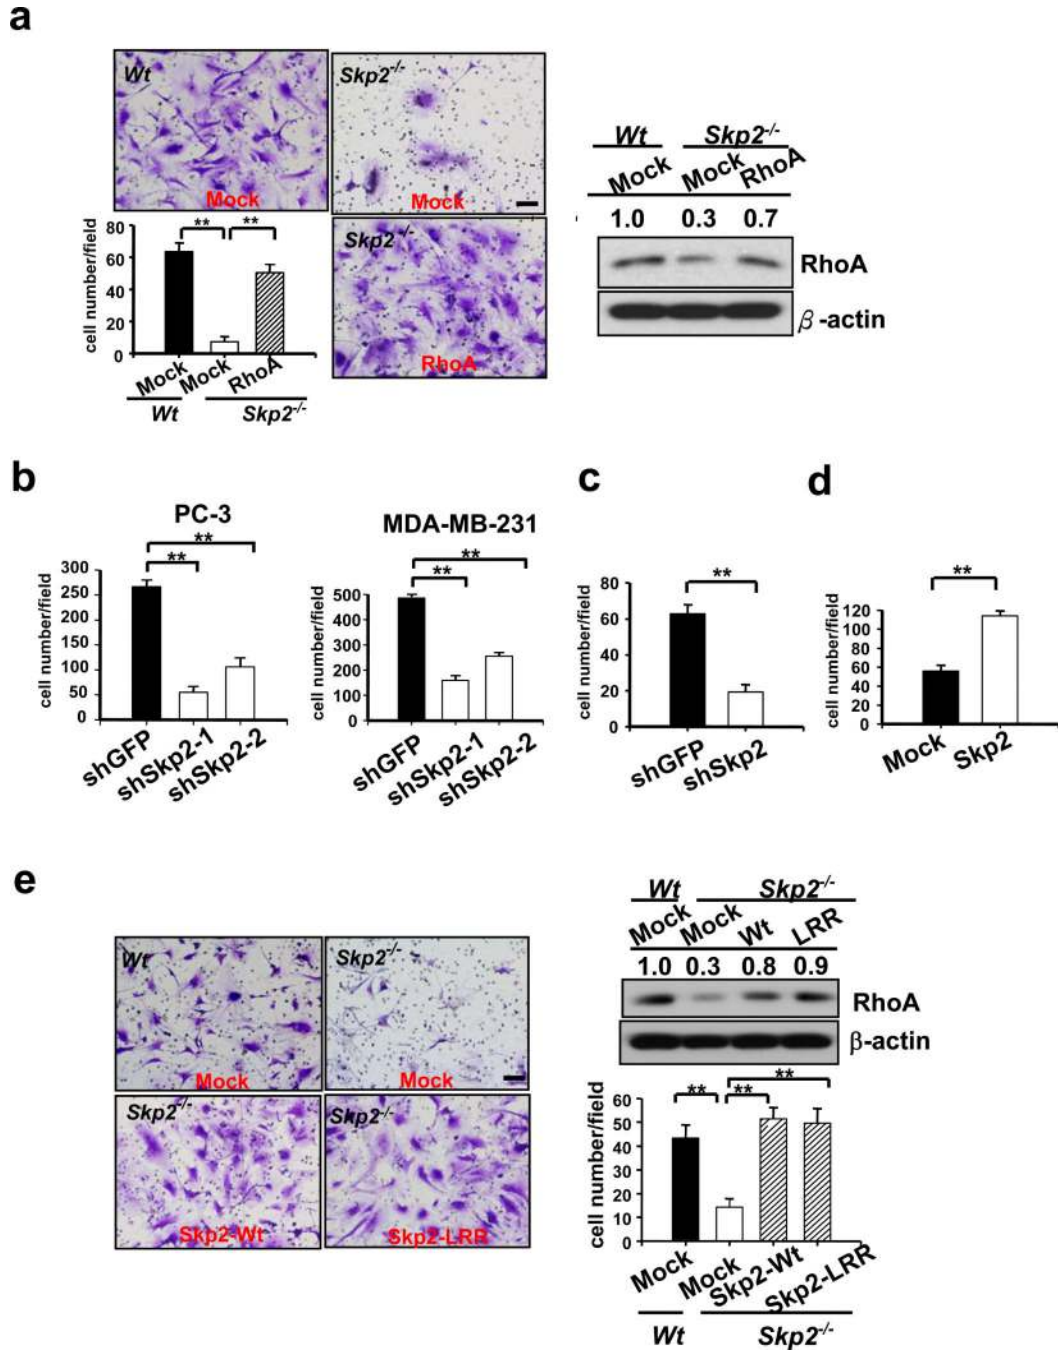 a
Wt
Mock
Skp2-/-
Mock
Skp2-/-
RhoA
cell number/field
80
60
40
20
0
**
**
Mock
Mock
RhoA
Wt
Skp2-/-
Wt
Skp2-/-
Mock
Mock
RhoA
1.0
0.3
0.7
RhoA
β-actin
b
PC-3
**
**
cell number/field
300
250
200
150
100
50
0
shGFP
shSkp2-1
shSkp2-2
MDA-MB-231
**
**
cell number/field
500
400
300
200
100
0
shGFP
shSkp2-1
shSkp2-2
c
**
cell number/field
80
60
40
20
0
shGFP
shSkp2
d
**
cell number/field
120
100
80
60
40
20
0
Mock
Skp2
e
Wt
Mock
Skp2-/-
Mock
Skp2-/-
Skp2-Wt
Skp2-/-
Skp2-LRR
Wt
Skp2-/-
Mock
Mock
Wt
LRR
1.0
0.3
0.8
0.9
RhoA
β-actin
**
**
**
cell number/field
60
50
40
30
20
10
0
Mock
Mock
Skp2-Wt
Skp2-LRR
Wt
Skp2-/-